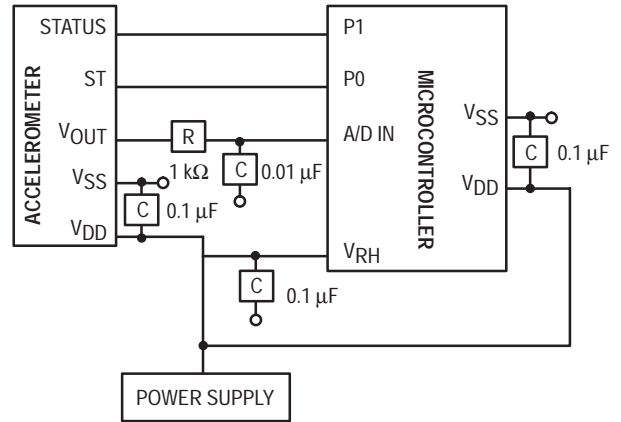 STATUS
ST
VOUT
VSS
VDD
ACCELEROMETER
R
1 kΩ
C
0.01 µF
C
0.1 µF
P1
P0
A/D IN
VRH
MICROCONTROLLER
VSS
VDD
C
0.1 µF
C
0.1 µF
POWER SUPPLY